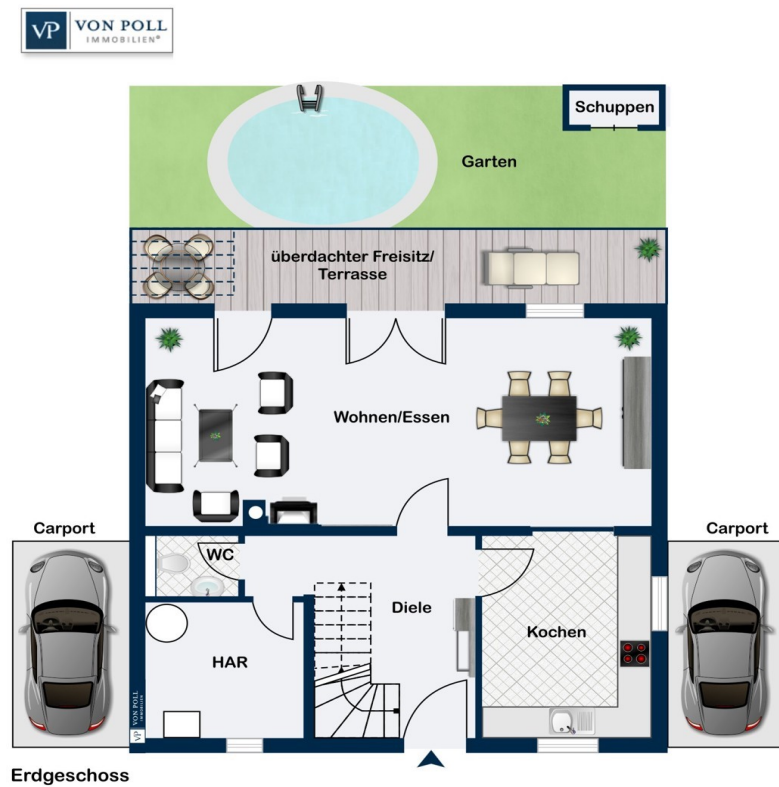 VP VON POLL
IMMOBILIEN®
Schuppen
Garten
überdachter Freisitz/
Terrasse
Wohnen/Essen
Carport
Carport
WC
Diele
Kochen
HAR
VP VON POLL
IMMOBILIEN
Erdgeschoss